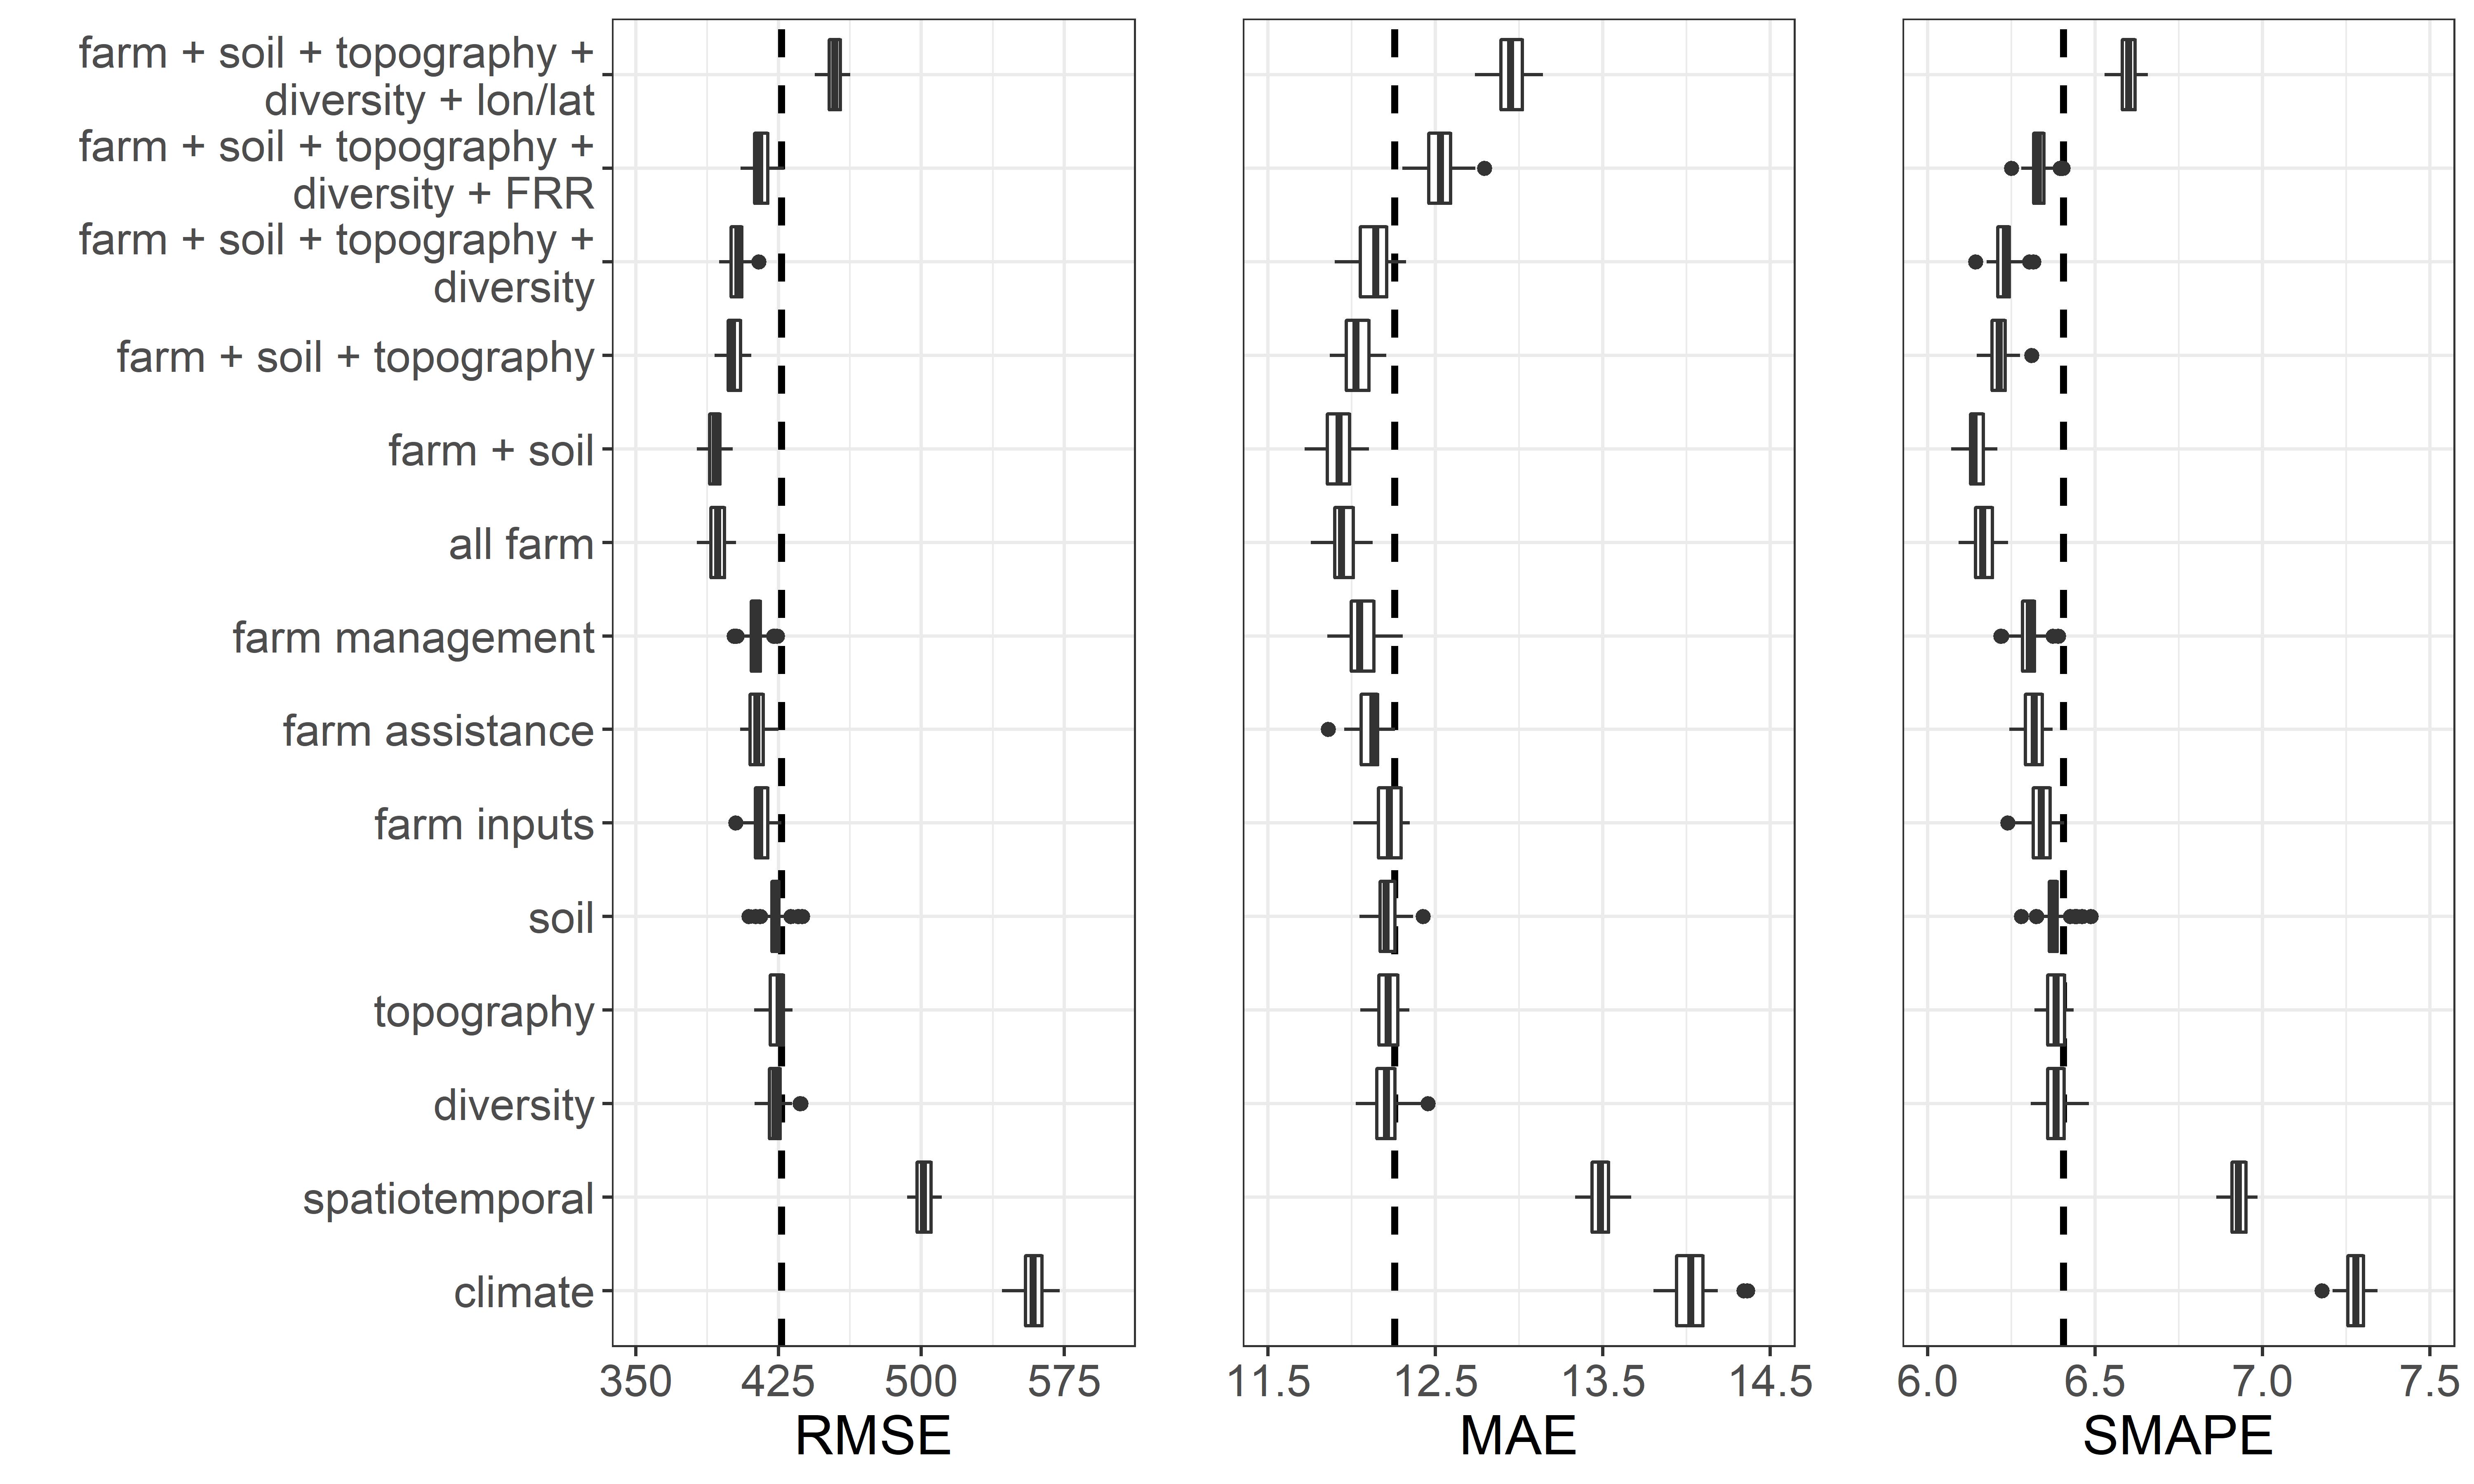 farm + soil + topography +
diversity + lon/lat
farm + soil + topography +
diversity + FRR
farm + soil + topography +
diversity
farm + soil + topography
farm + soil
all farm
farm management
farm assistance
farm inputs
soil
topography
diversity
spatiotemporal
climate
350 425 500 575
RMSE
11.5 12.5 13.5 14.5
MAE
6.0 6.5 7.0 7.5
SMAPE